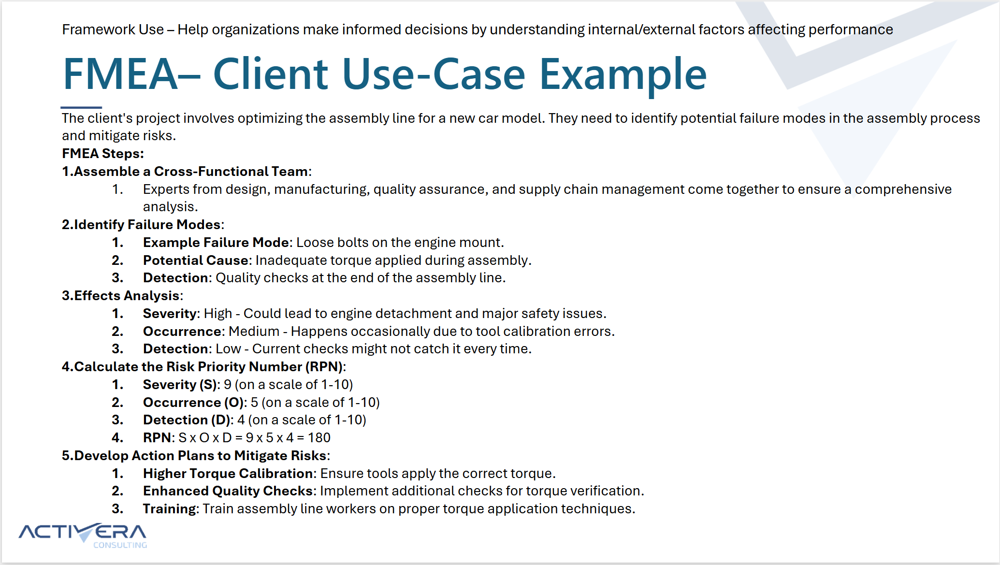 Framework Use – Help organizations make informed decisions by understanding internal/external factors affecting performance
FMEA– Client Use-Case Example
The client's project involves optimizing the assembly line for a new car model. They need to identify potential failure modes in the assembly process
and mitigate risks.
FMEA Steps:
1.Assemble a Cross-Functional Team:
1. Experts from design, manufacturing, quality assurance, and supply chain management come together to ensure a comprehensive
analysis.
2.Identify Failure Modes:
1. Example Failure Mode: Loose bolts on the engine mount.
2. Potential Cause: Inadequate torque applied during assembly.
3. Detection: Quality checks at the end of the assembly line.
3.Effects Analysis:
1. Severity: High - Could lead to engine detachment and major safety issues.
2. Occurrence: Medium - Happens occasionally due to tool calibration errors.
3. Detection: Low - Current checks might not catch it every time.
4.Calculate the Risk Priority Number (RPN):
1. Severity (S): 9 (on a scale of 1-10)
2. Occurrence (O): 5 (on a scale of 1-10)
3. Detection (D): 4 (on a scale of 1-10)
4. RPN: S x O x D = 9 x 5 x 4 = 180
5.Develop Action Plans to Mitigate Risks:
1. Higher Torque Calibration: Ensure tools apply the correct torque.
2. Enhanced Quality Checks: Implement additional checks for torque verification.
3. Training: Train assembly line workers on proper torque application techniques.
ACTIVERA
CONSULTING